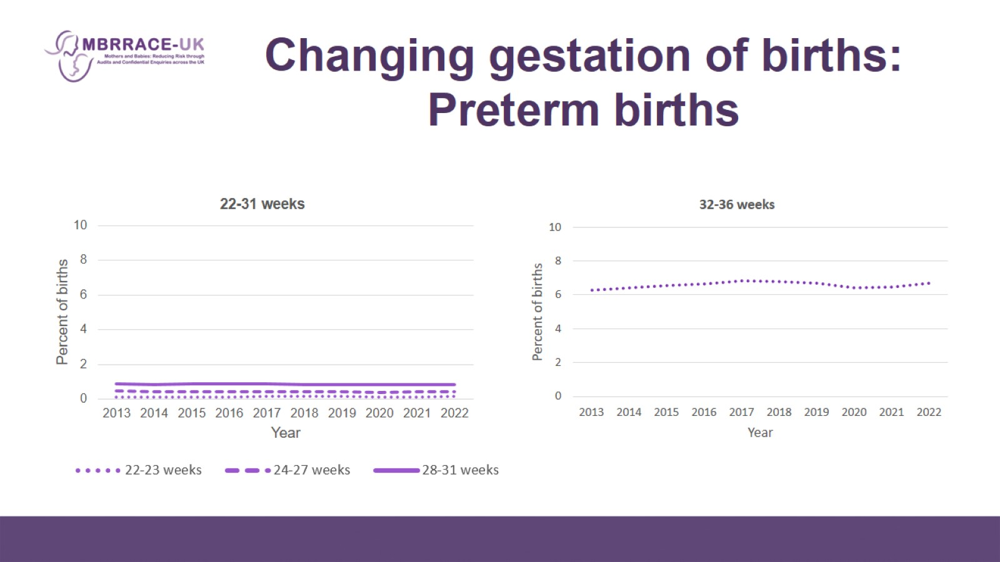 MBRRACE-UK
Mothers and Babies: Reducing Risk through
Audits and Confidential Enquiries across the UK
Changing gestation of births:
Preterm births
22-31 weeks
10
8
6
4
2
0
Percent of births
2013 2014 2015 2016 2017 2018 2019 2020 2021 2022
Year
22-23 weeks 24-27 weeks 28-31 weeks
32-36 weeks
10
8
6
4
2
0
Percent of births
2013 2014 2015 2016 2017 2018 2019 2020 2021 2022
Year